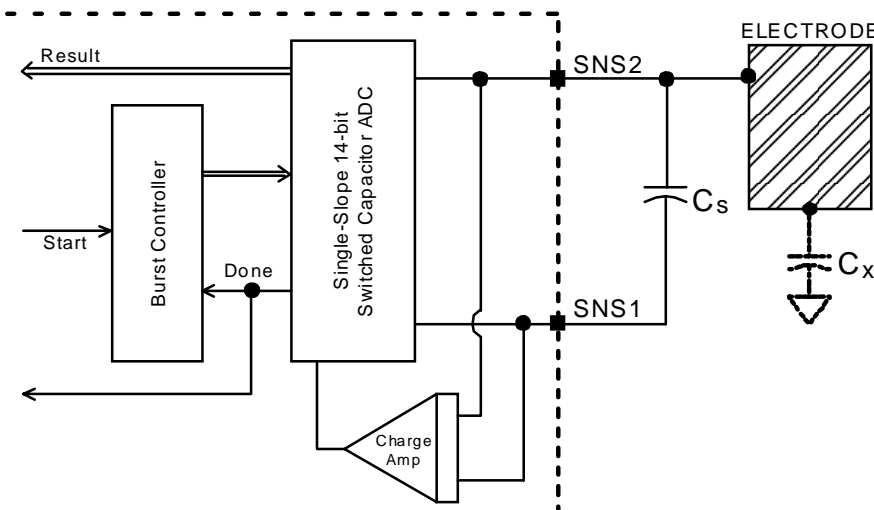 ELECTRODE
Result
SNS2
Single-Slope 14-bit
Switched Capacitor ADC
Burst Controller
Start
Done
Cs
Cx
SNS1
Charge
Amp